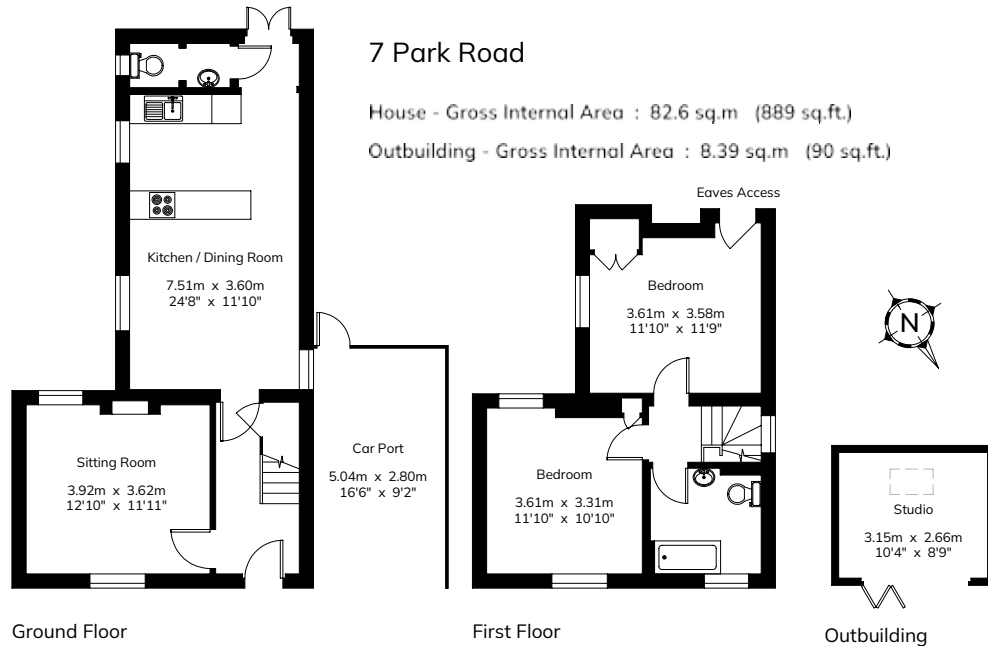 7 Park Road
House - Gross Internal Area : 82.6 sq.m (889 sq.ft.)
Outbuilding - Gross Internal Area : 8.39 sq.m (90 sq.ft.)
Eaves Access
Kitchen / Dining Room
7.51m x 3.60m
24'8" x 11'10"
Bedroom
3.61m x 3.58m
11'10" x 11'9"
N
Sitting Room
3.92m x 3.62m
12'10" x 11'11"
Car Port
5.04m x 2.80m
16'6" x 9'2"
Bedroom
3.61m x 3.31m
11'10" x 10'10"
Studio
3.15m x 2.66m
10'4" x 8'9"
Ground Floor
First Floor
Outbuilding